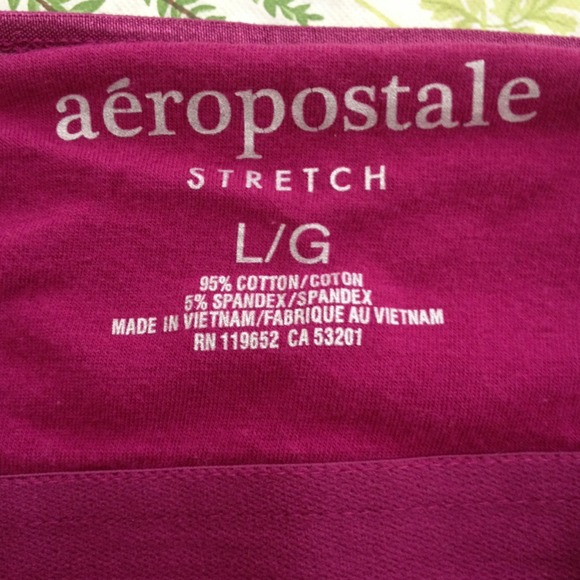 aéropostale
STRETCH
L/G
95% COTTON/COTON
5% SPANDEX/SPANDEX
MADE IN VIETNAM/FABRIQUE AU VIETNAM
RN 119652 CA 53201